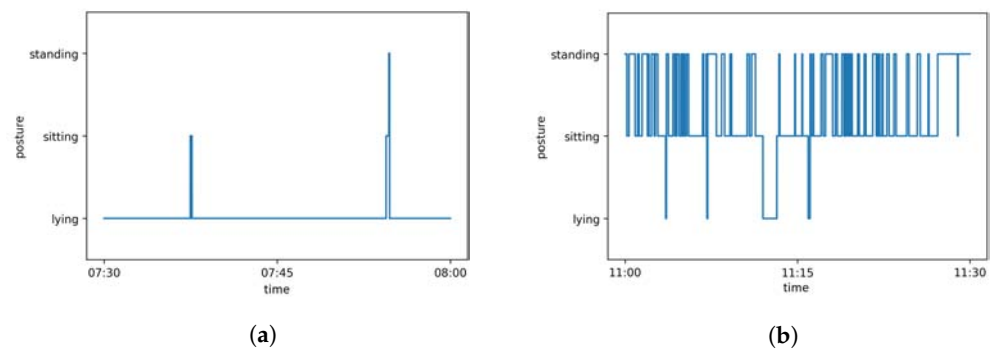 standing
sitting
lying
posture
07:30 07:45 08:00
time
(a)
standing
sitting
lying
posture
11:00 11:15 11:30
time
(b)